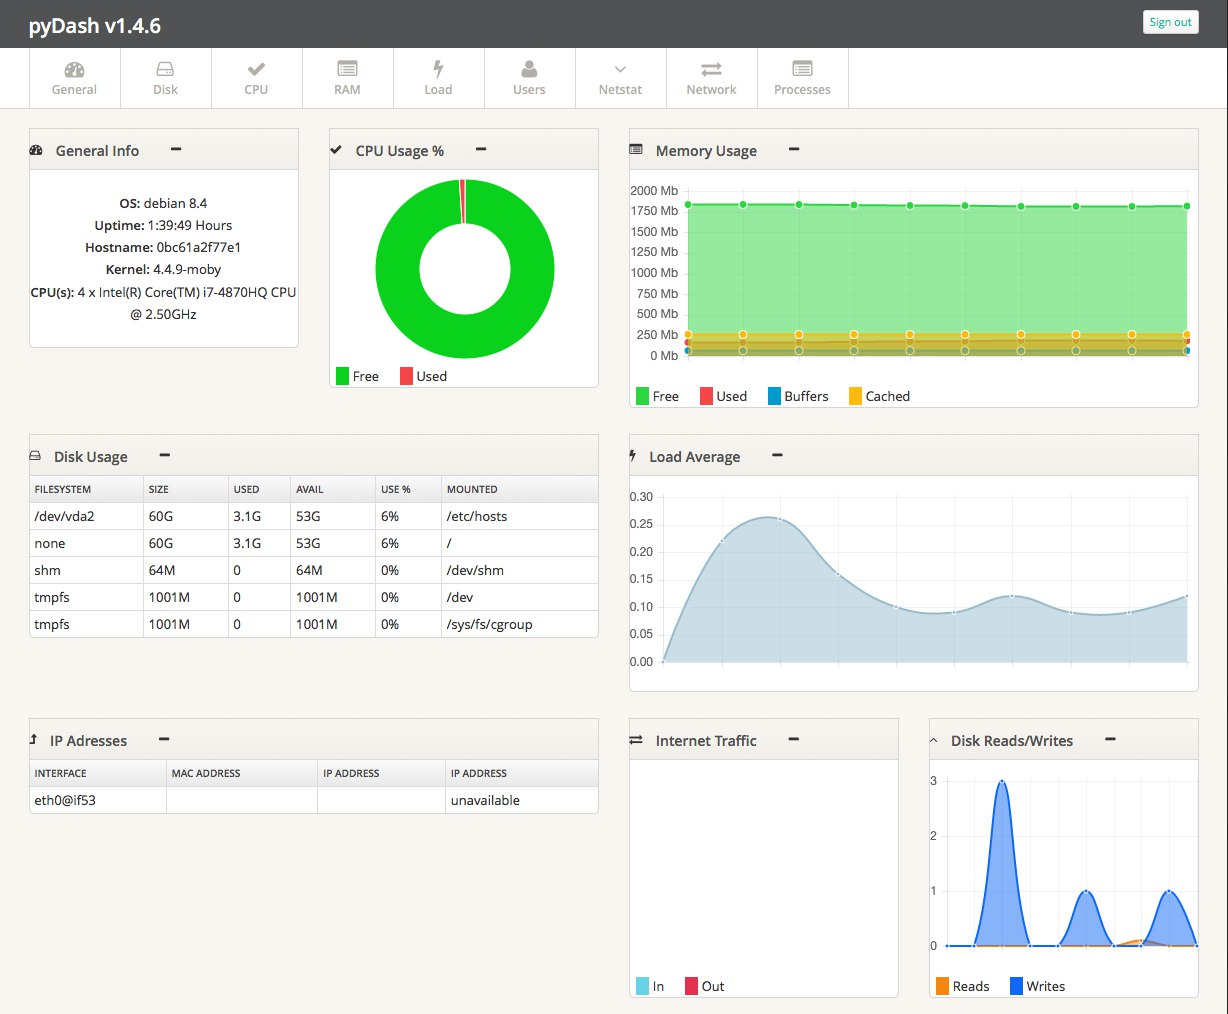 pyDash v1.4.6
Sign out
General
Disk
CPU
RAM
Load
Users
Netstat
Network
Processes
General Info
OS: debian 8.4
Uptime: 1:39:49 Hours
Hostname: 0bc61a2f77e1
Kernel: 4.4.9-moby
CPU(s): 4 x Intel(R) Core(TM) i7-4870HQ CPU
@ 2.50GHz
CPU Usage %
Free Used
Memory Usage
2000 Mb
1750 Mb
1500 Mb
1250 Mb
1000 Mb
750 Mb
500 Mb
250 Mb
0 Mb
Free Used Buffers Cached
Disk Usage
FILESYSTEM SIZE USED AVAIL USE % MOUNTED
/dev/vda2 60G 3.1G 53G 6% /etc/hosts
none 60G 3.1G 53G 6% /
shm 64M 0 64M 0% /dev/shm
tmpfs 1001M 0 1001M 0% /dev
tmpfs 1001M 0 1001M 0% /sys/fs/cgroup
Load Average
0.30
0.25
0.20
0.15
0.10
0.05
0.00
IP Adresses
INTERFACE MAC ADDRESS IP ADDRESS IP ADDRESS
eth0@if53 unavailable
Internet Traffic
In Out
Disk Reads/Writes
3
2
1
0
Reads Writes